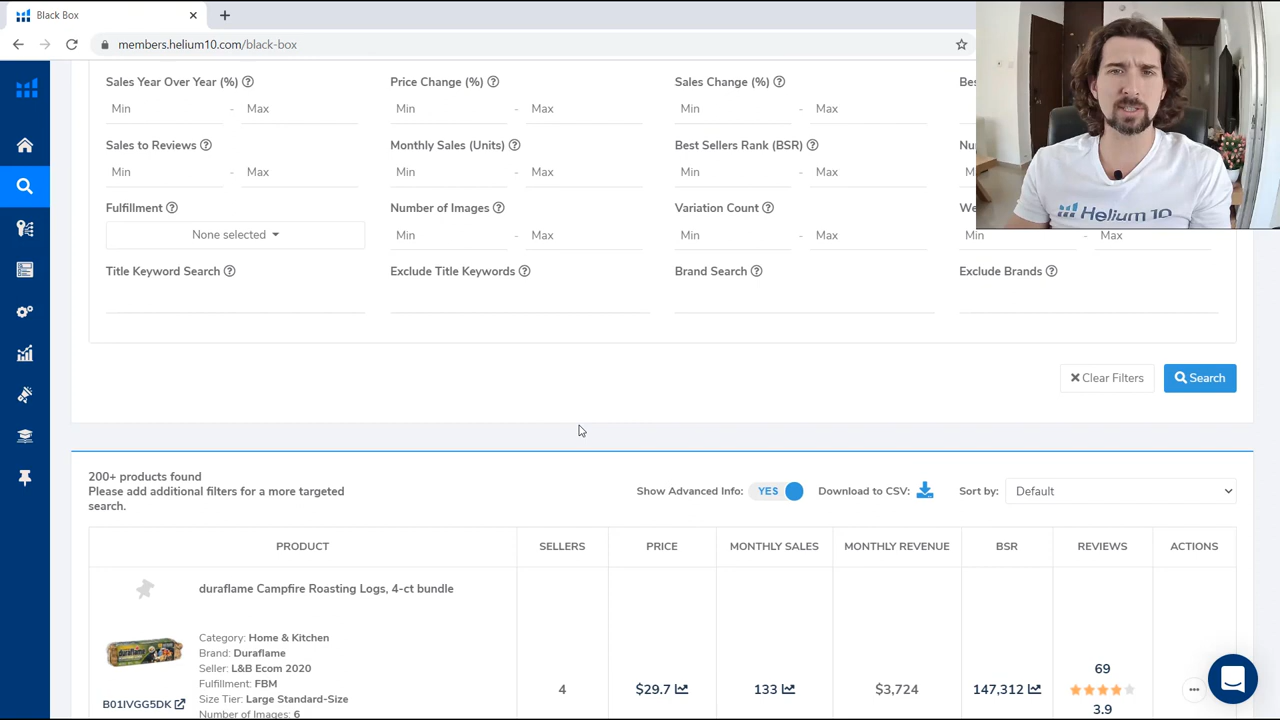 Black Box
members.helium10.com/black-box
Sales Year Over Year (%)
Price Change (%)
Sales Change (%)
Min - Max
Min - Max
Min - Max
Sales to Reviews
Monthly Sales (Units)
Best Sellers Rank (BSR)
Min - Max
Min - Max
Min - Max
Fulfillment
Number of Images
Variation Count
None selected
Min - Max
Min - Max
Min - Max
Title Keyword Search
Exclude Title Keywords
Brand Search
Exclude Brands
Helium 10
Clear Filters
Search
200+ products found
Please add additional filters for a more targeted
search.
Show Advanced Info: YES
Download to CSV:
Sort by: Default
PRODUCT SELLERS PRICE MONTHLY SALES MONTHLY REVENUE BSR REVIEWS ACTIONS
duraflame Campfire Roasting Logs, 4-ct bundle
Category: Home & Kitchen
Brand: Duraflame
Seller: L&B Ecom 2020
Fulfillment: FBM
Size Tier: Large Standard-Size
Number of Images: 6
B01IVGG5DK
4
$29.7
133
$3,724
147,312
69
3.9